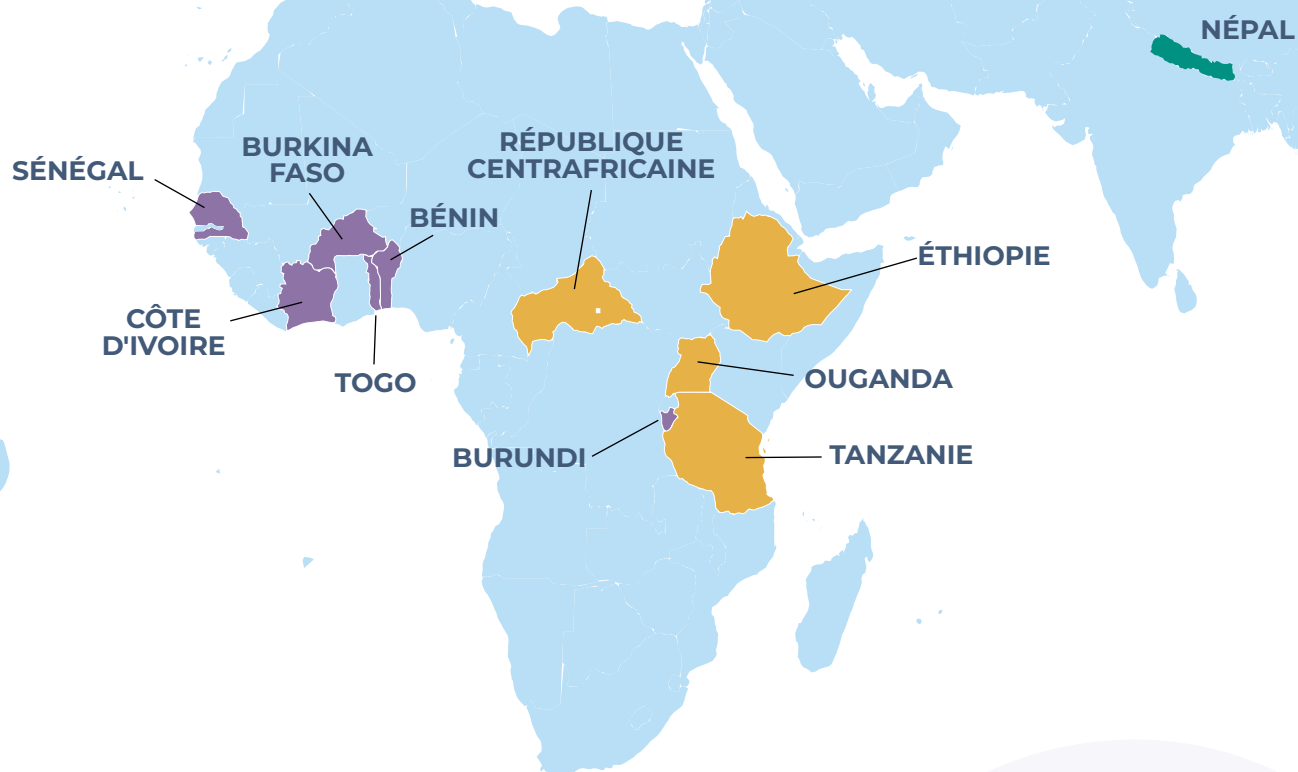 NÉPAL
SÉNÉGAL
BURKINA
FASO
RÉPUBLIQUE
CENTRAFRICAINE
BÉNIN
ÉTHIOPIE
CÔTE
D'IVOIRE
TOGO
OUGANDA
BURUNDI
TANZANIE